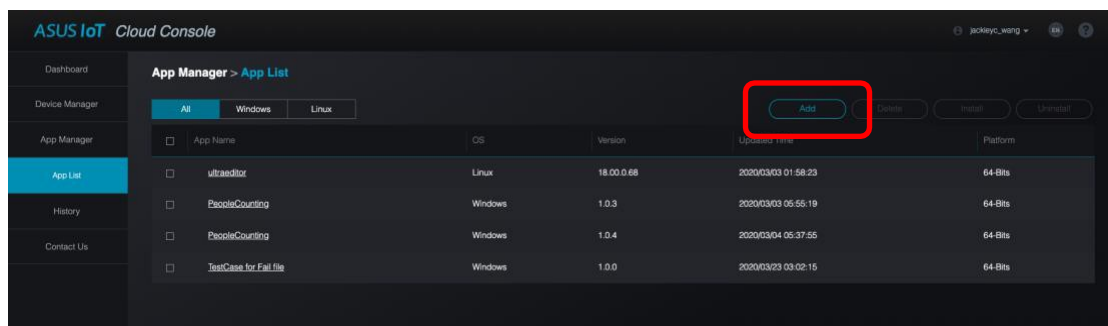 ASUS IoT Cloud Console jackieyc_wang EN ?
Dashboard
Device Manager
App Manager
App List
History
Contact Us
App Manager > App List
All Windows Linux Add Delete Install Uninstall
App Name OS Version Updated Time Platform
ultraeditor Linux 18.00.0.68 2020/03/03 01:58:23 64-Bits
PeopleCounting Windows 1.0.3 2020/03/03 05:55:19 64-Bits
PeopleCounting Windows 1.0.4 2020/03/04 05:37:55 64-Bits
TestCase for Fail file Windows 1.0.0 2020/03/23 03:02:15 64-Bits